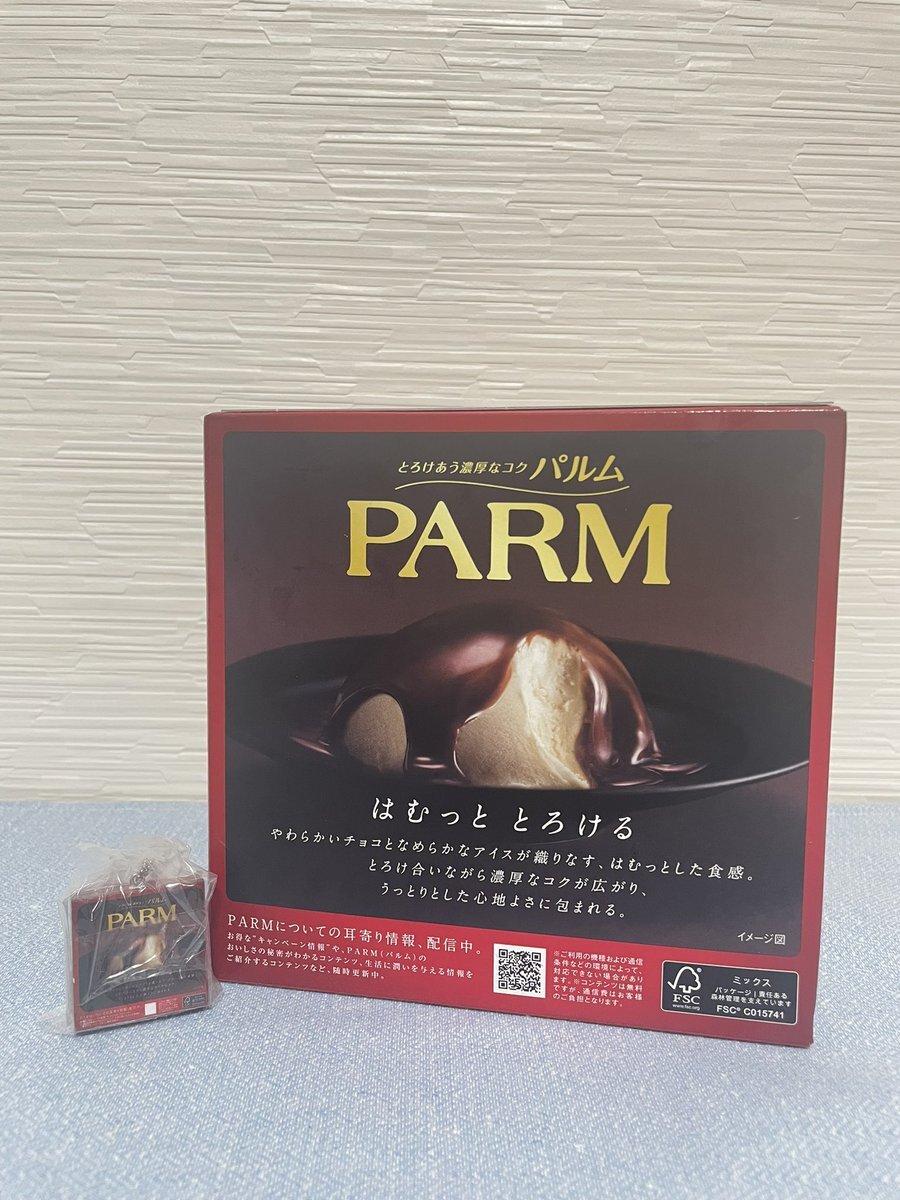 とろけあう濃厚なコク パルム
PARM
はむっと とろける
やわらかいチョコとなめらかなアイスが織りなす、はむっとした食感。
とろけ合いながら濃厚なコクが広がり、
うっとりとした心地よさに包まれる。
イメージ図
PARMについての耳寄り情報、配信中。
お得な"キャンペーン情報"や、PARM(パルム)の
おいしさの秘密がわかるコンテンツ、生活に潤いを与える情報を
ご紹介するコンテンツなど、随時更新中。
※ご利用の機種および通信
条件などの環境によって、
対応できない場合があり
ます。※コンテンツは無料
ですが、通信費はお客様
のご負担となります。
FSC
www.fsc.org
ミックス
パッケージ|責任ある
森林管理を支えています
FSC® C015741
パルム
PARM